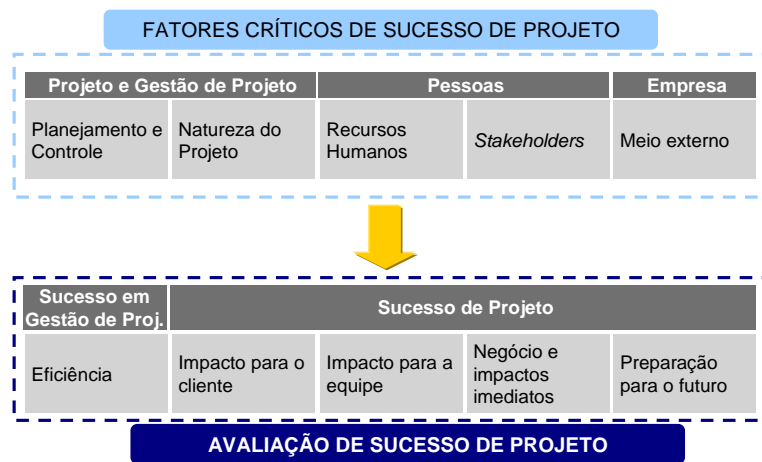 FATORES CRÍTICOS DE SUCESSO DE PROJETO
Projeto e Gestão de Projeto
Pessoas
Empresa
Planejamento e
Controle
Natureza do
Projeto
Recursos
Humanos
Stakeholders
Meio externo
Sucesso em
Gestão de Proj.
Sucesso de Projeto
Eficiência
Impacto para o
cliente
Impacto para a
equipe
Negócio e
impactos
imediatos
Preparação
para o futuro
AVALIAÇÃO DE SUCESSO DE PROJETO